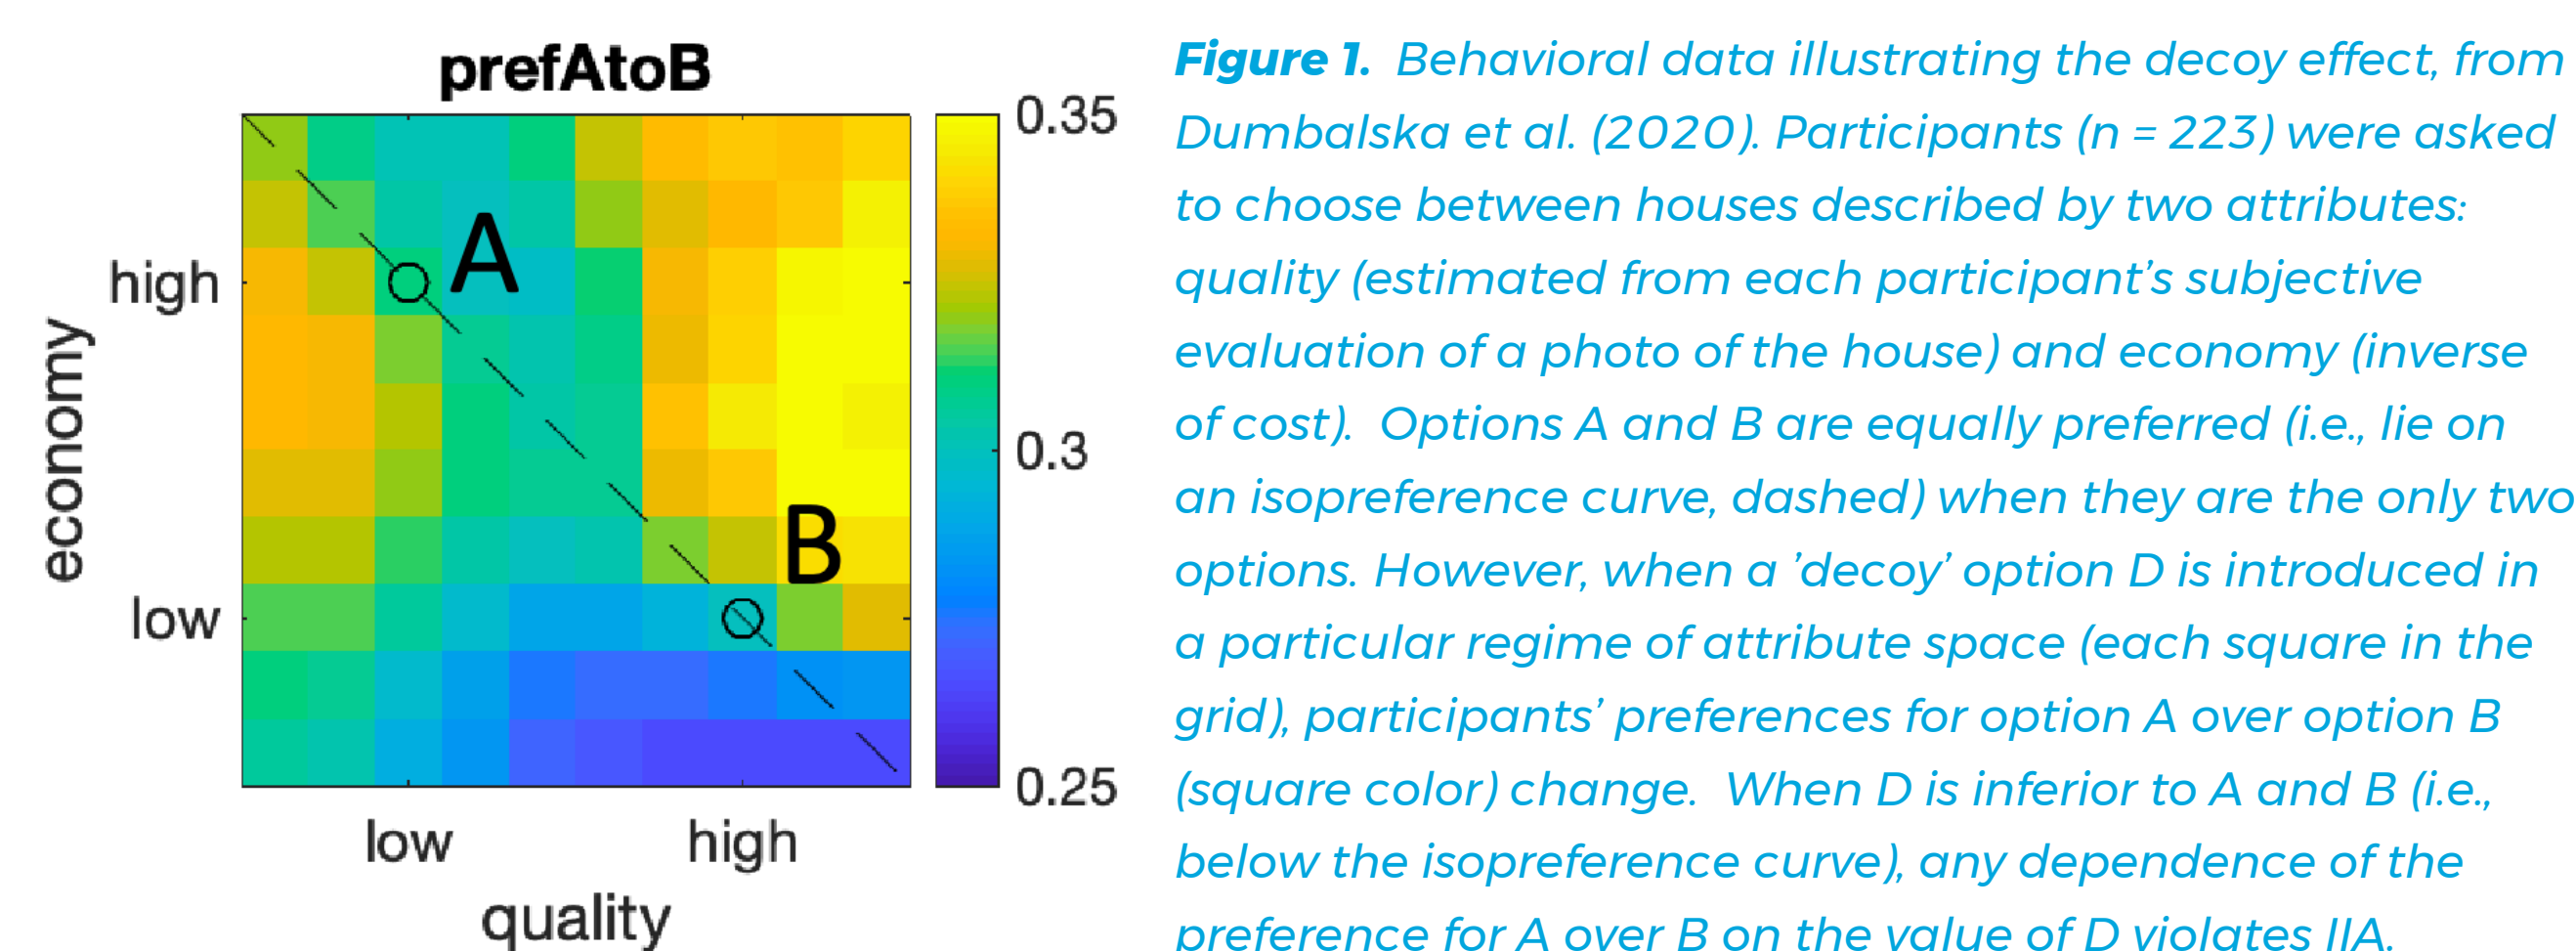 prefAtoB
0.35
A
high
economy
0.3
B
low
0.25
low
high
quality
Figure 1. Behavioral data illustrating the decoy effect, from
Dumbalska et al. (2020). Participants (n = 223) were asked
to choose between houses described by two attributes:
quality (estimated from each participant’s subjective
evaluation of a photo of the house) and economy (inverse
of cost). Options A and B are equally preferred (i.e., lie on
an isopreference curve, dashed) when they are the only two
options. However, when a ’decoy’ option D is introduced in
a particular regime of attribute space (each square in the
grid), participants’ preferences for option A over option B
(square color) change. When D is inferior to A and B (i.e.,
below the isopreference curve), any dependence of the
preference for A over B on the value of D violates IIA.